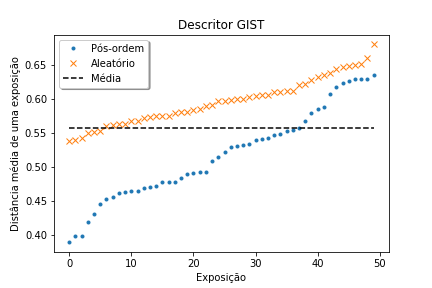 Descritor GIST
Pós-ordem
Aleatório
Média
Distância média de uma exposição
0.65
0.60
0.55
0.50
0.45
0.40
0
10
20
30
40
50
Exposição